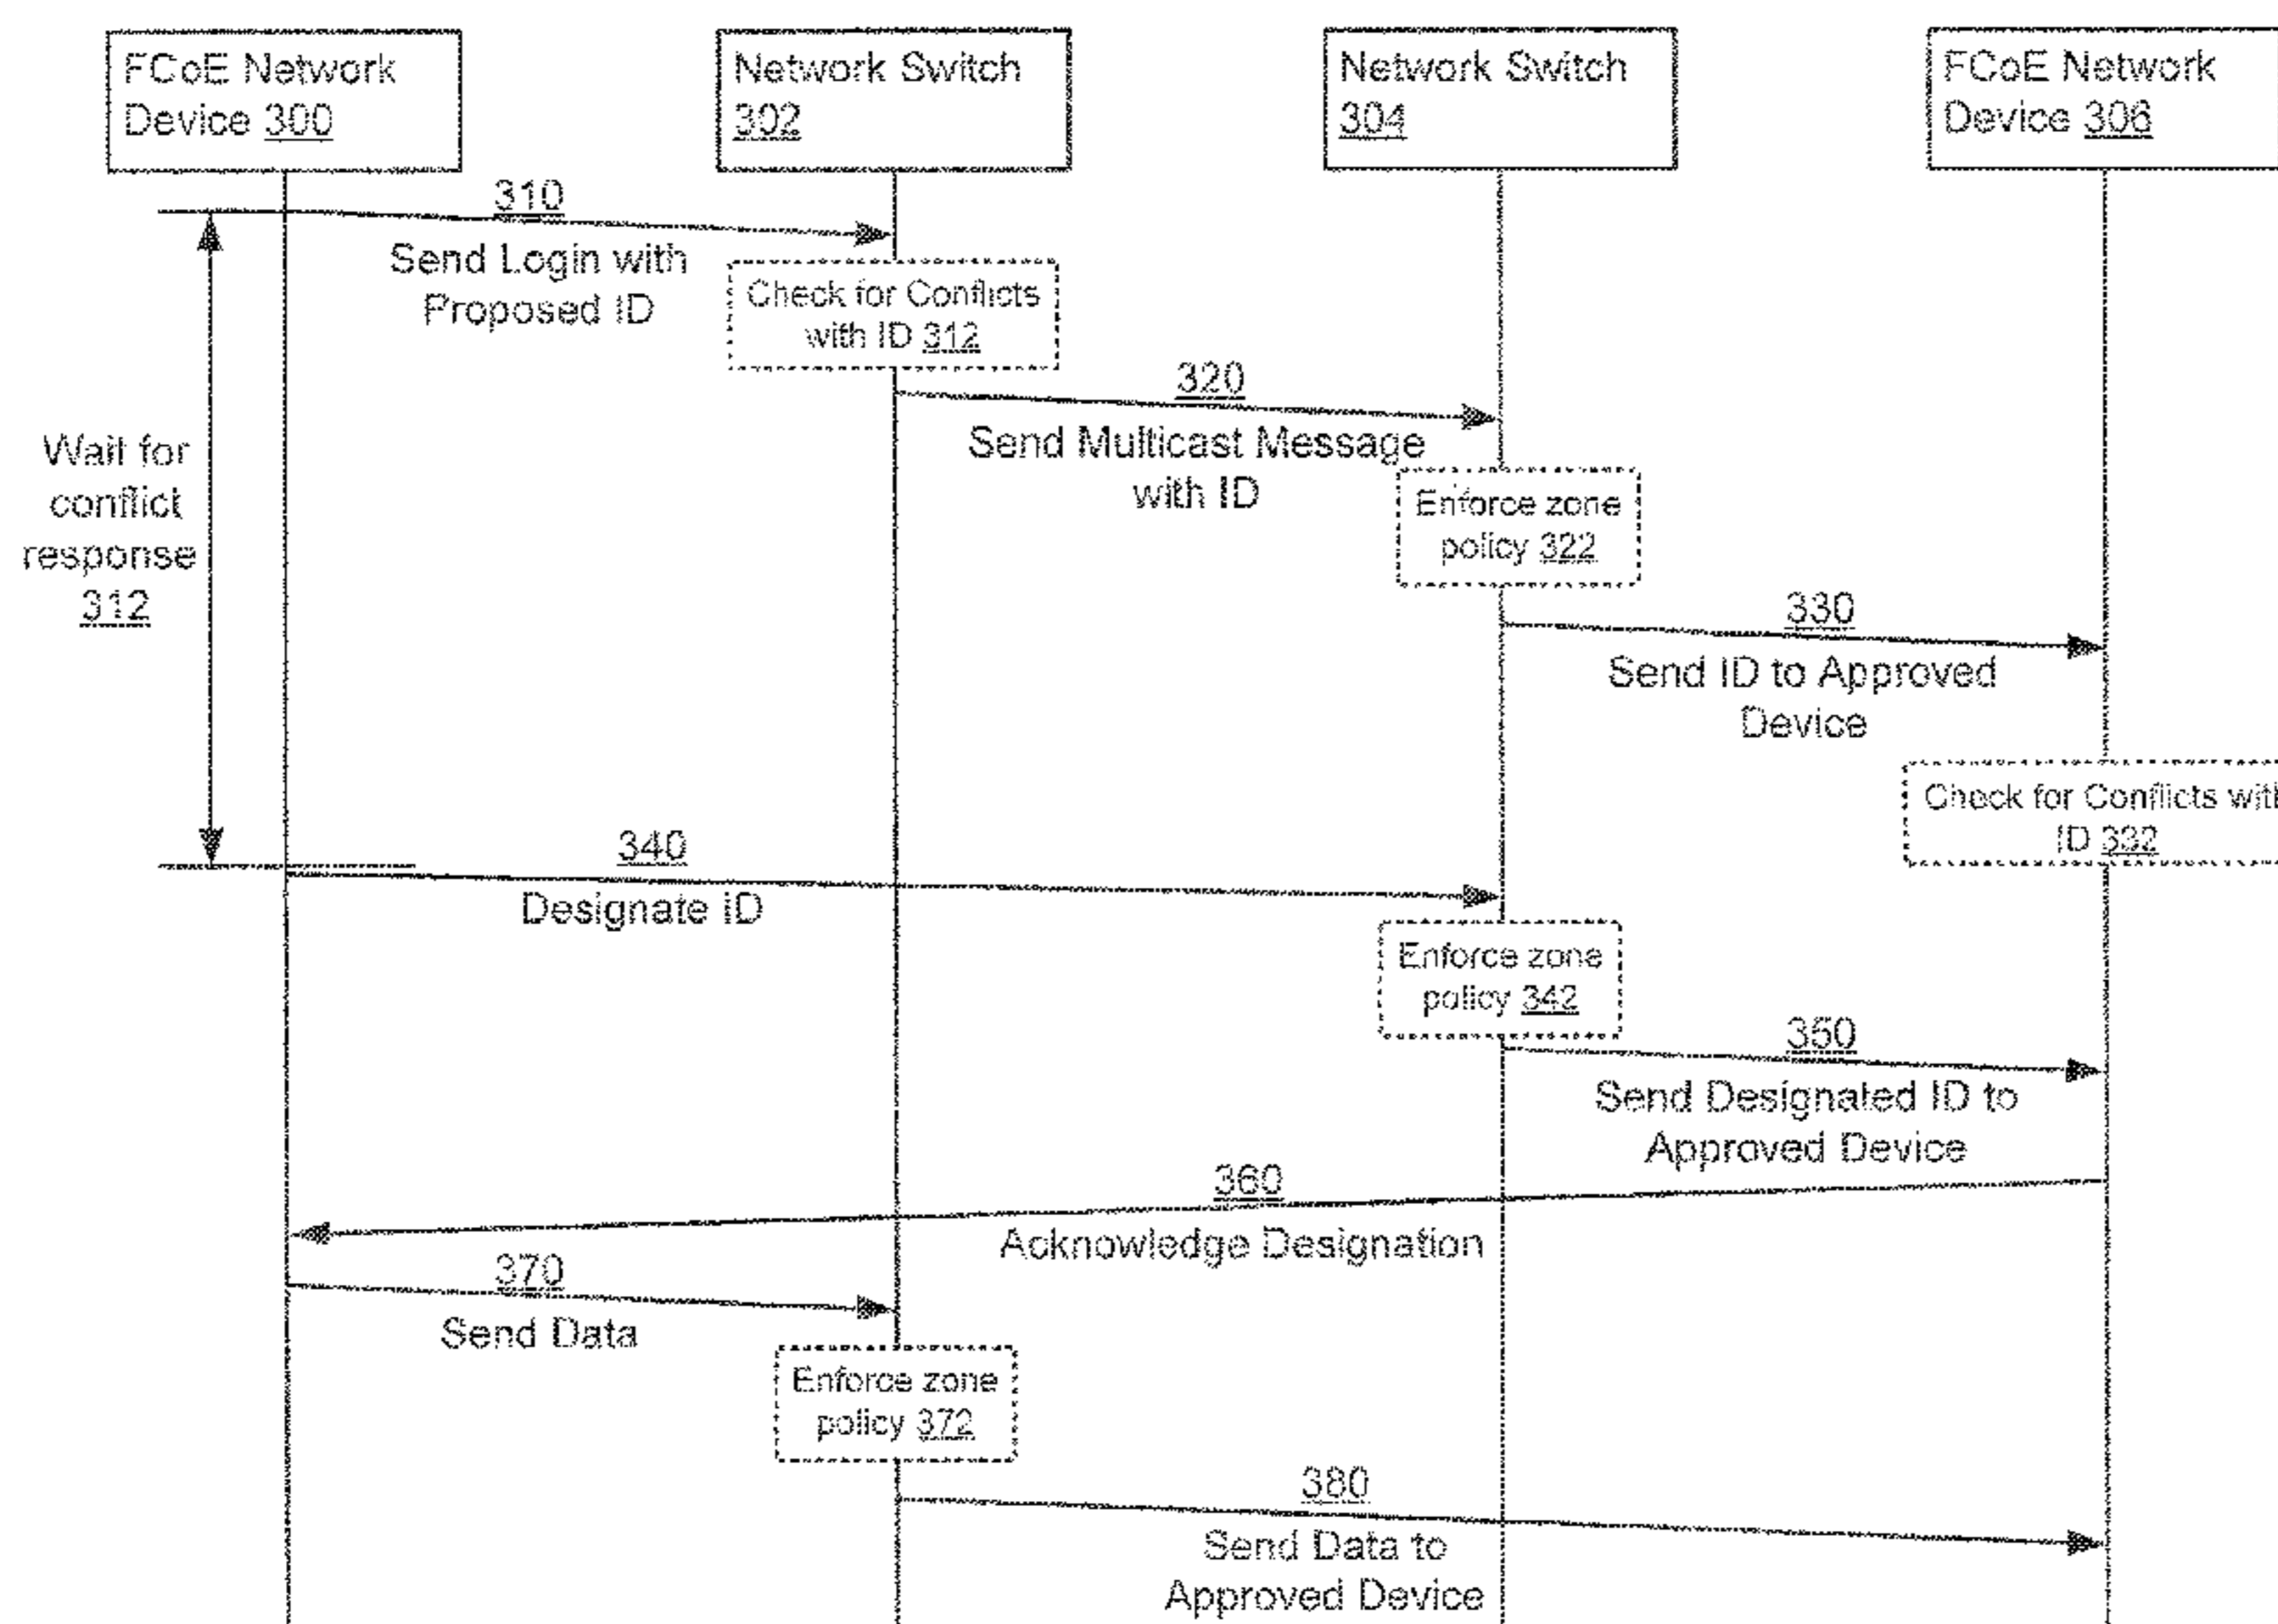 FCoE Network
Device 300
Network Switch
302
Network Switch
304
FCoE Network
Device 306
310
Send Login with
Proposed ID
Check for Conflicts
with ID 312
320
Send Multicast Message
with ID
Wait for
conflict
response
312
Enforce zone
policy 322
330
Send ID to Approved
Device
Check for Conflicts with
ID 332
340
Designate ID
Enforce zone
policy 342
350
Send Designated ID to
Approved Device
360
Acknowledge Designation
370
Send Data
Enforce zone
policy 372
380
Send Data to
Approved Device